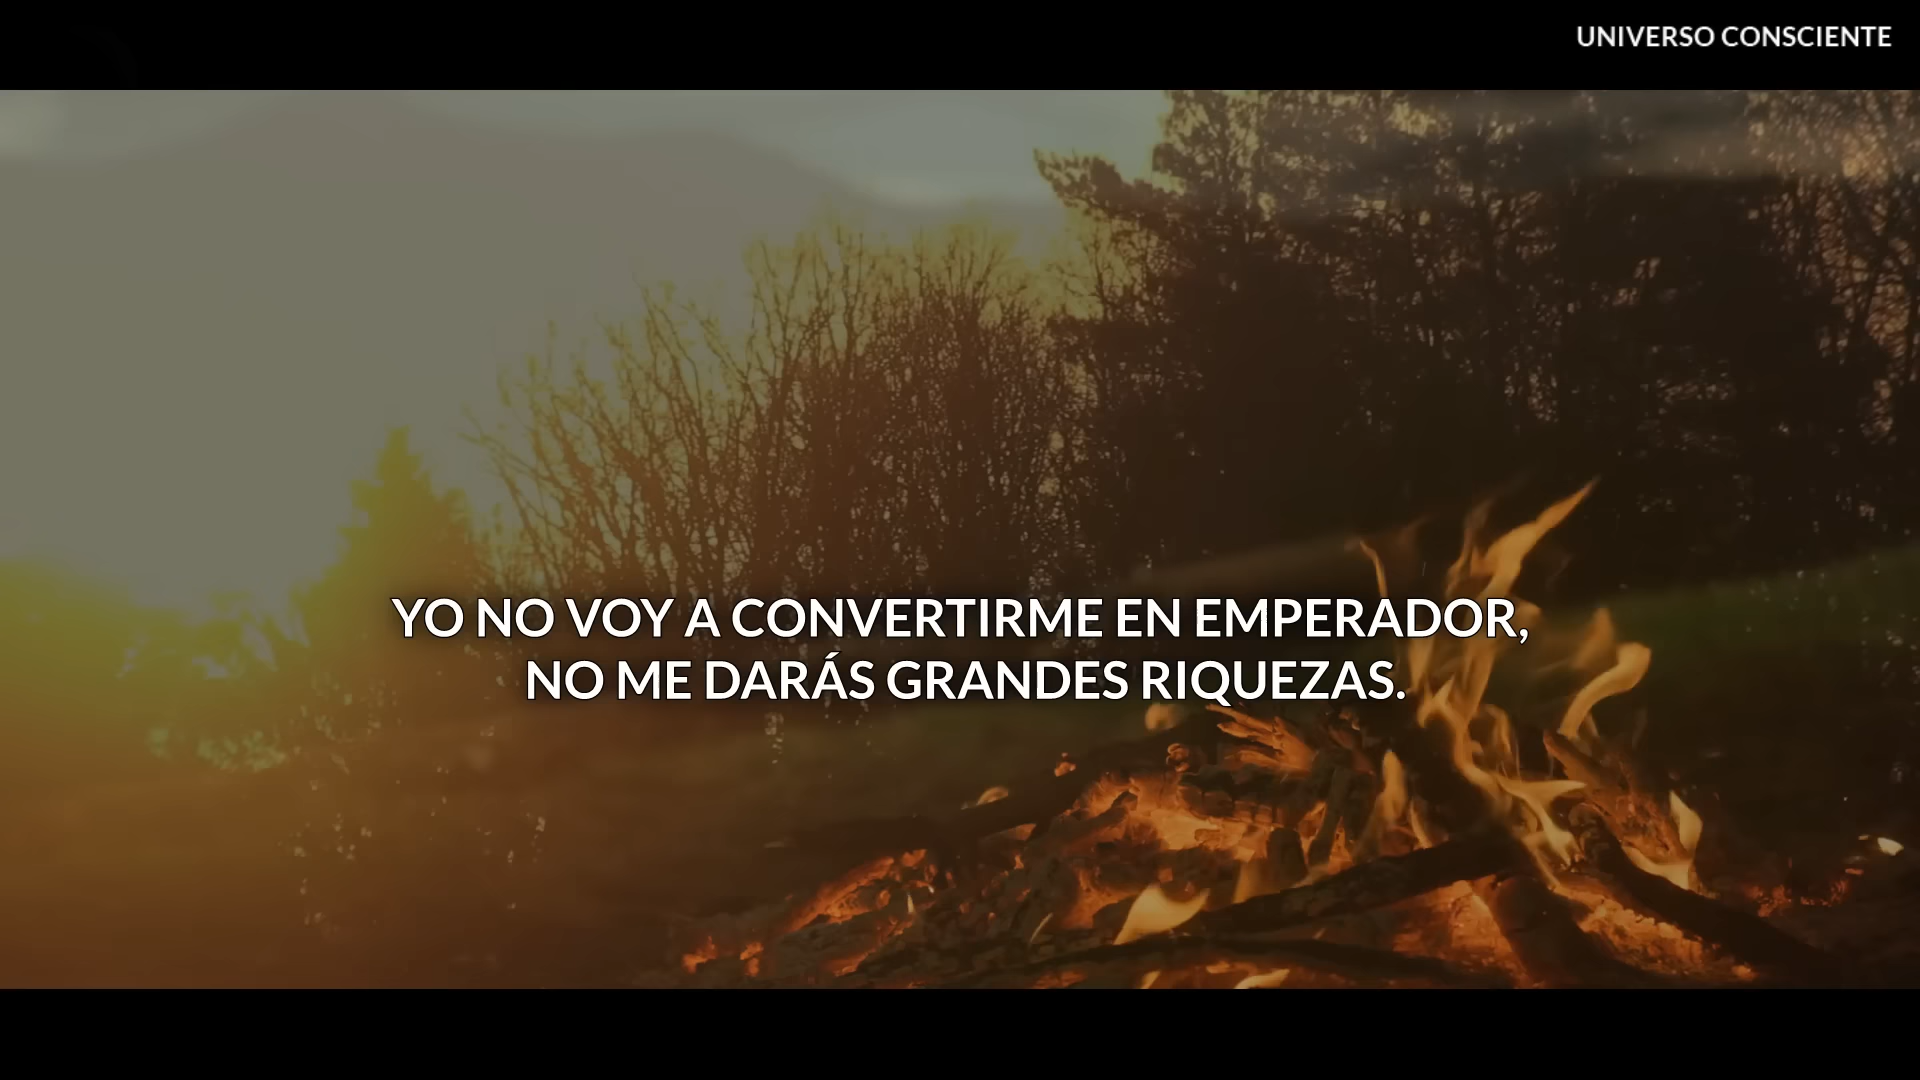 UNIVERSO CONSCIENTE
YO NO VOY A CONVERTIRME EN EMPERADOR,
NO ME DARÁS GRANDES RIQUEZAS.